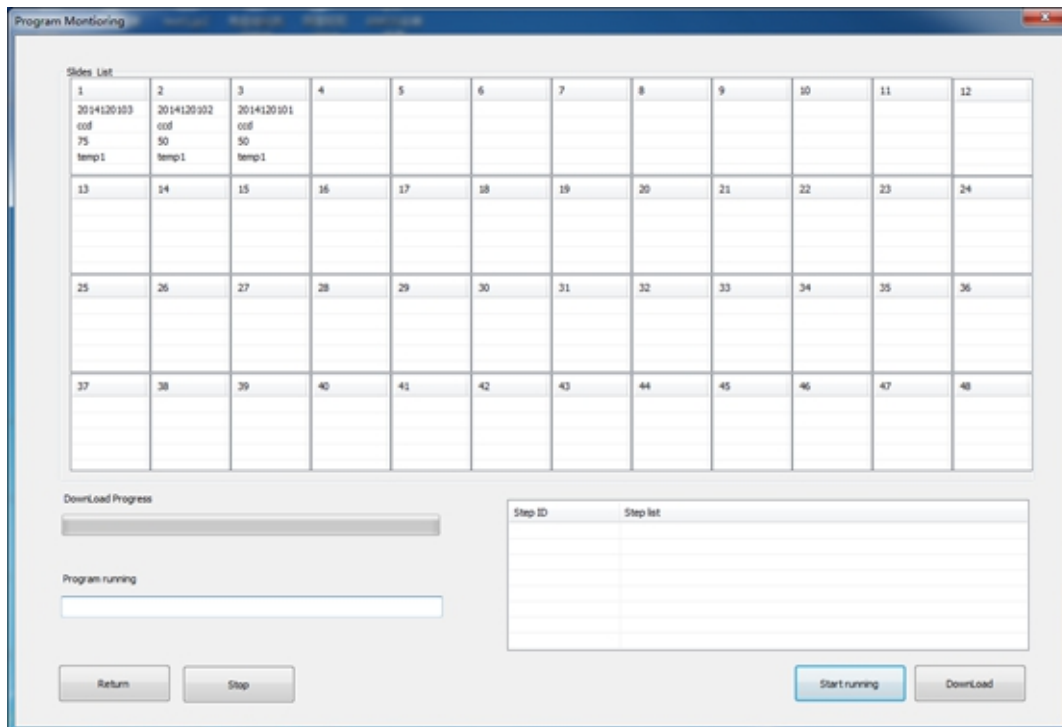 Program Montioring
Slides List
1 2 3 4 5 6 7 8 9 10 11 12
2014120103 2014120102 2014120101
ccd ccd ccd
75 50 50
temp1 temp1 temp1
13 14 15 16 17 18 19 20 21 22 23 24
25 26 27 28 29 30 31 32 33 34 35 36
37 38 39 40 41 42 43 44 45 46 47 48
DownLoad Progress
Step ID Step list
Program running
Return Stop Start running DownLoad